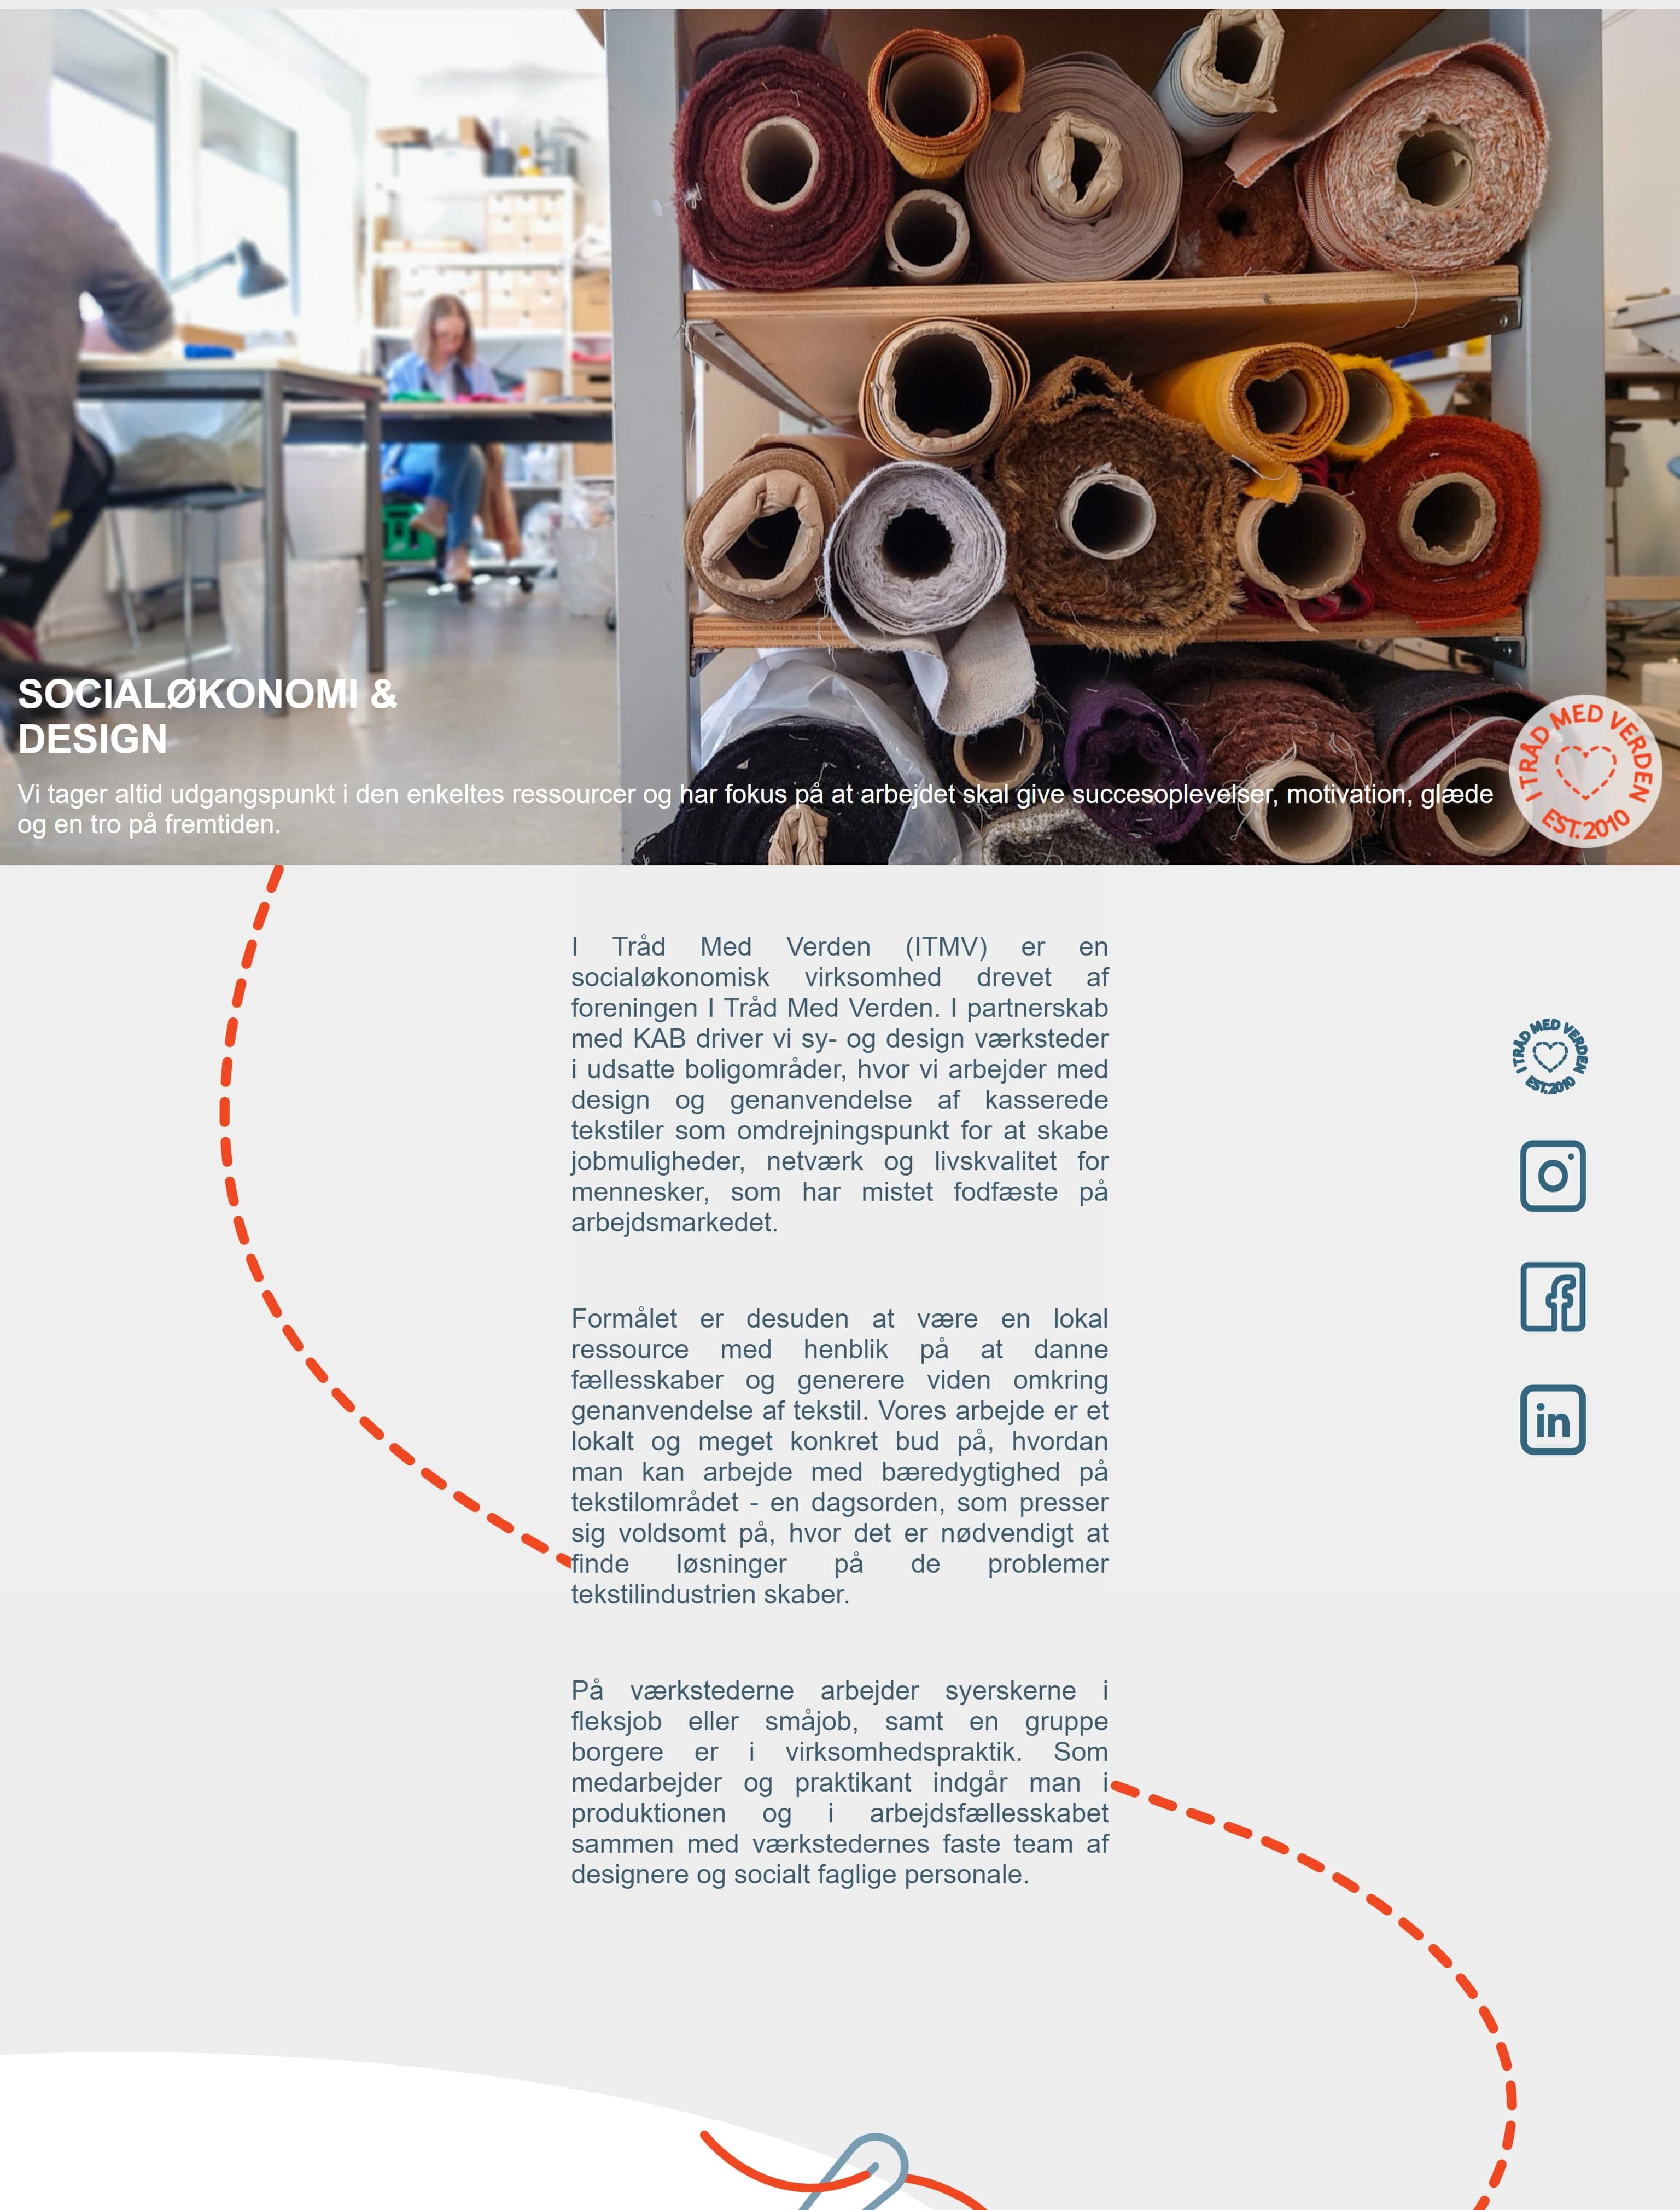 SOCIALØKONOMI &
DESIGN
Vi tager altid udgangspunkt i den enkeltes ressourcer og har fokus på at arbejdet skal give succesoplevelser, motivation, glæde
og en tro på fremtiden.
I TRÅD MED VERDEN
EST. 2010
I Tråd Med Verden (ITMV) er en
socialøkonomisk virksomhed drevet af
foreningen I Tråd Med Verden. I partnerskab
med KAB driver vi sy- og design værksteder
i udsatte boligområder, hvor vi arbejder med
design og genanvendelse af kasserede
tekstiler som omdrejningspunkt for at skabe
jobmuligheder, netværk og livskvalitet for
mennesker, som har mistet fodfæste på
arbejdsmarkedet.
I TRÅD MED VERDEN
EST. 2010
in
Formålet er desuden at være en lokal
ressource med henblik på at danne
fællesskaber og generere viden omkring
genanvendelse af tekstil. Vores arbejde er et
lokalt og meget konkret bud på, hvordan
man kan arbejde med bæredygtighed på
tekstilområdet - en dagsorden, som presser
sig voldsomt på, hvor det er nødvendigt at
finde løsninger på de problemer
tekstilindustrien skaber.
På værkstederne arbejder syerskerne i
fleksjob eller småjob, samt en gruppe
borgere er i virksomhedspraktik. Som
medarbejder og praktikant indgår man i
produktionen og i arbejdsfællesskabet
sammen med værkstedernes faste team af
designere og socialt faglige personale.